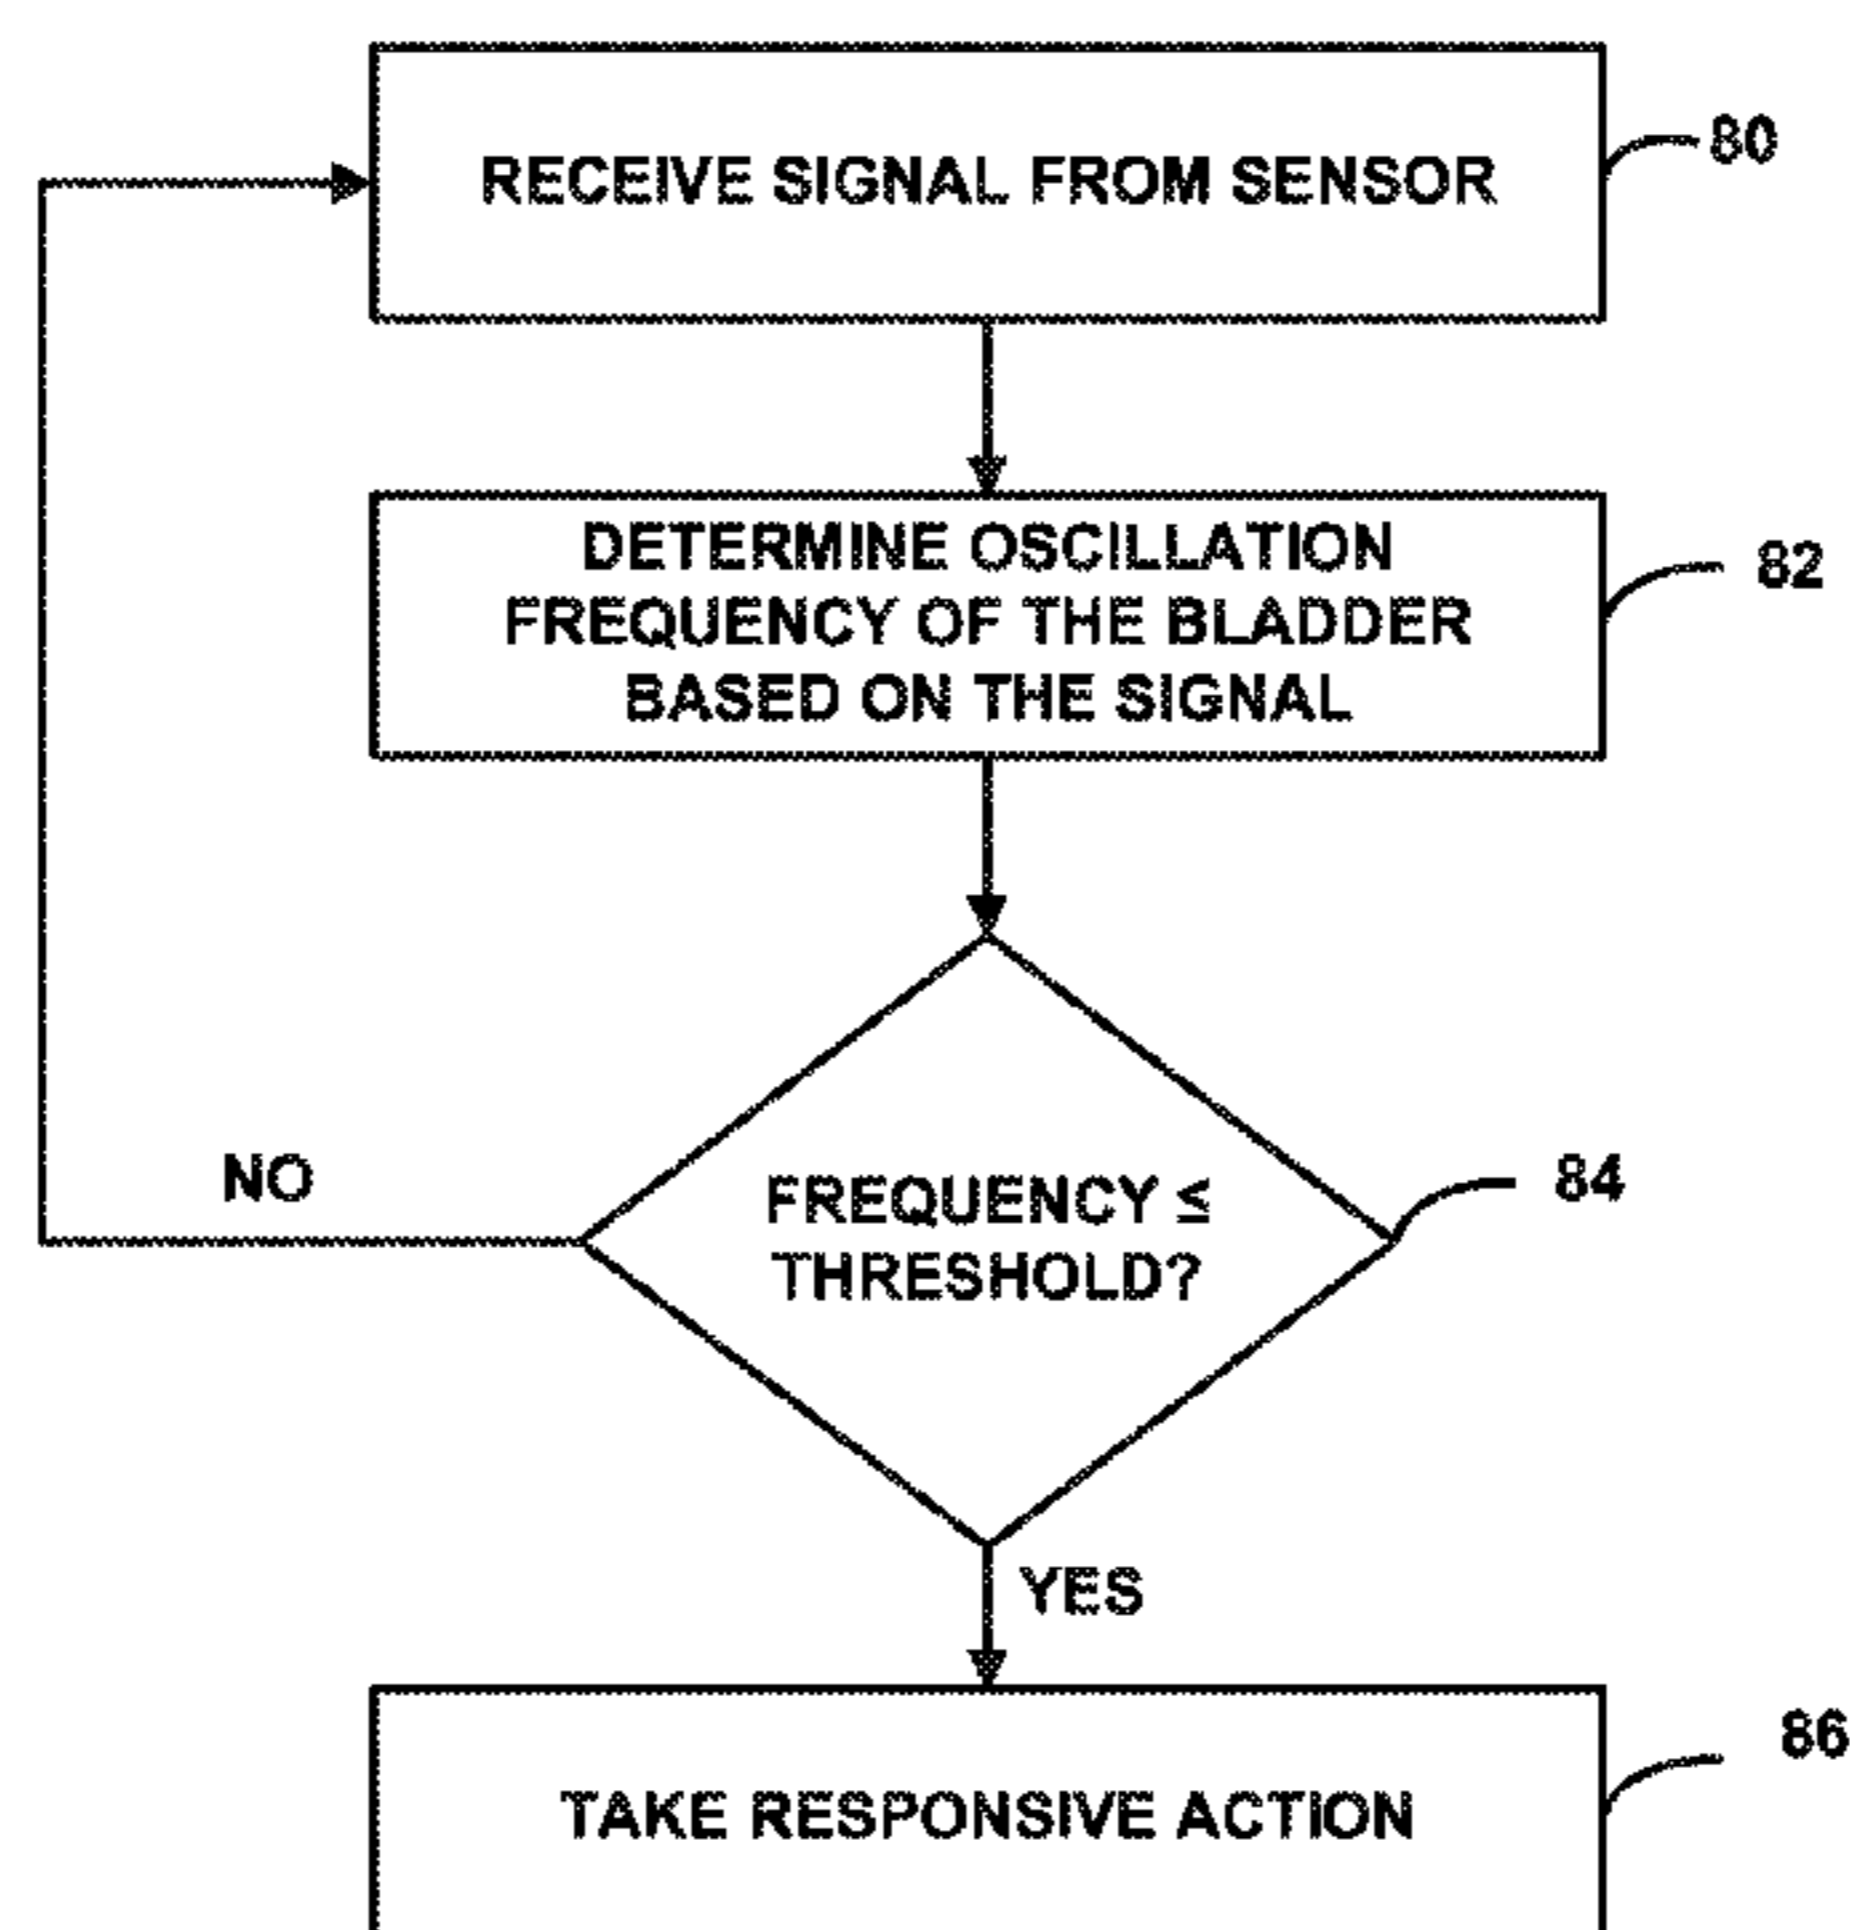 RECEIVE SIGNAL FROM SENSOR
80
DETERMINE OSCILLATION
FREQUENCY OF THE BLADDER
BASED ON THE SIGNAL
82
NO
FREQUENCY ≤
THRESHOLD?
84
YES
TAKE RESPONSIVE ACTION
86